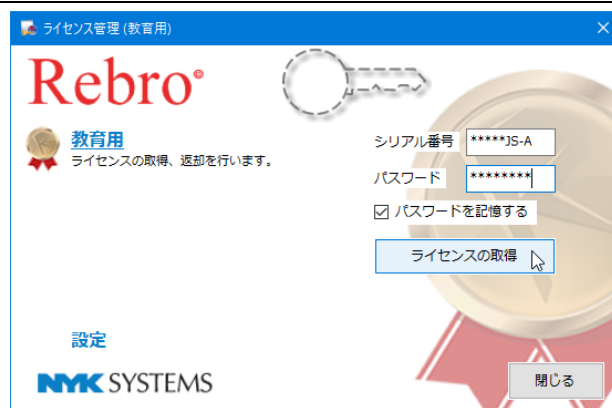 ライセンス管理 (教育用)
Rebro®
教育用
ライセンスの取得、返却を行います。
シリアル番号 *****JS-A
パスワード ********
パスワードを記憶する
ライセンスの取得
設定
NYK SYSTEMS
閉じる